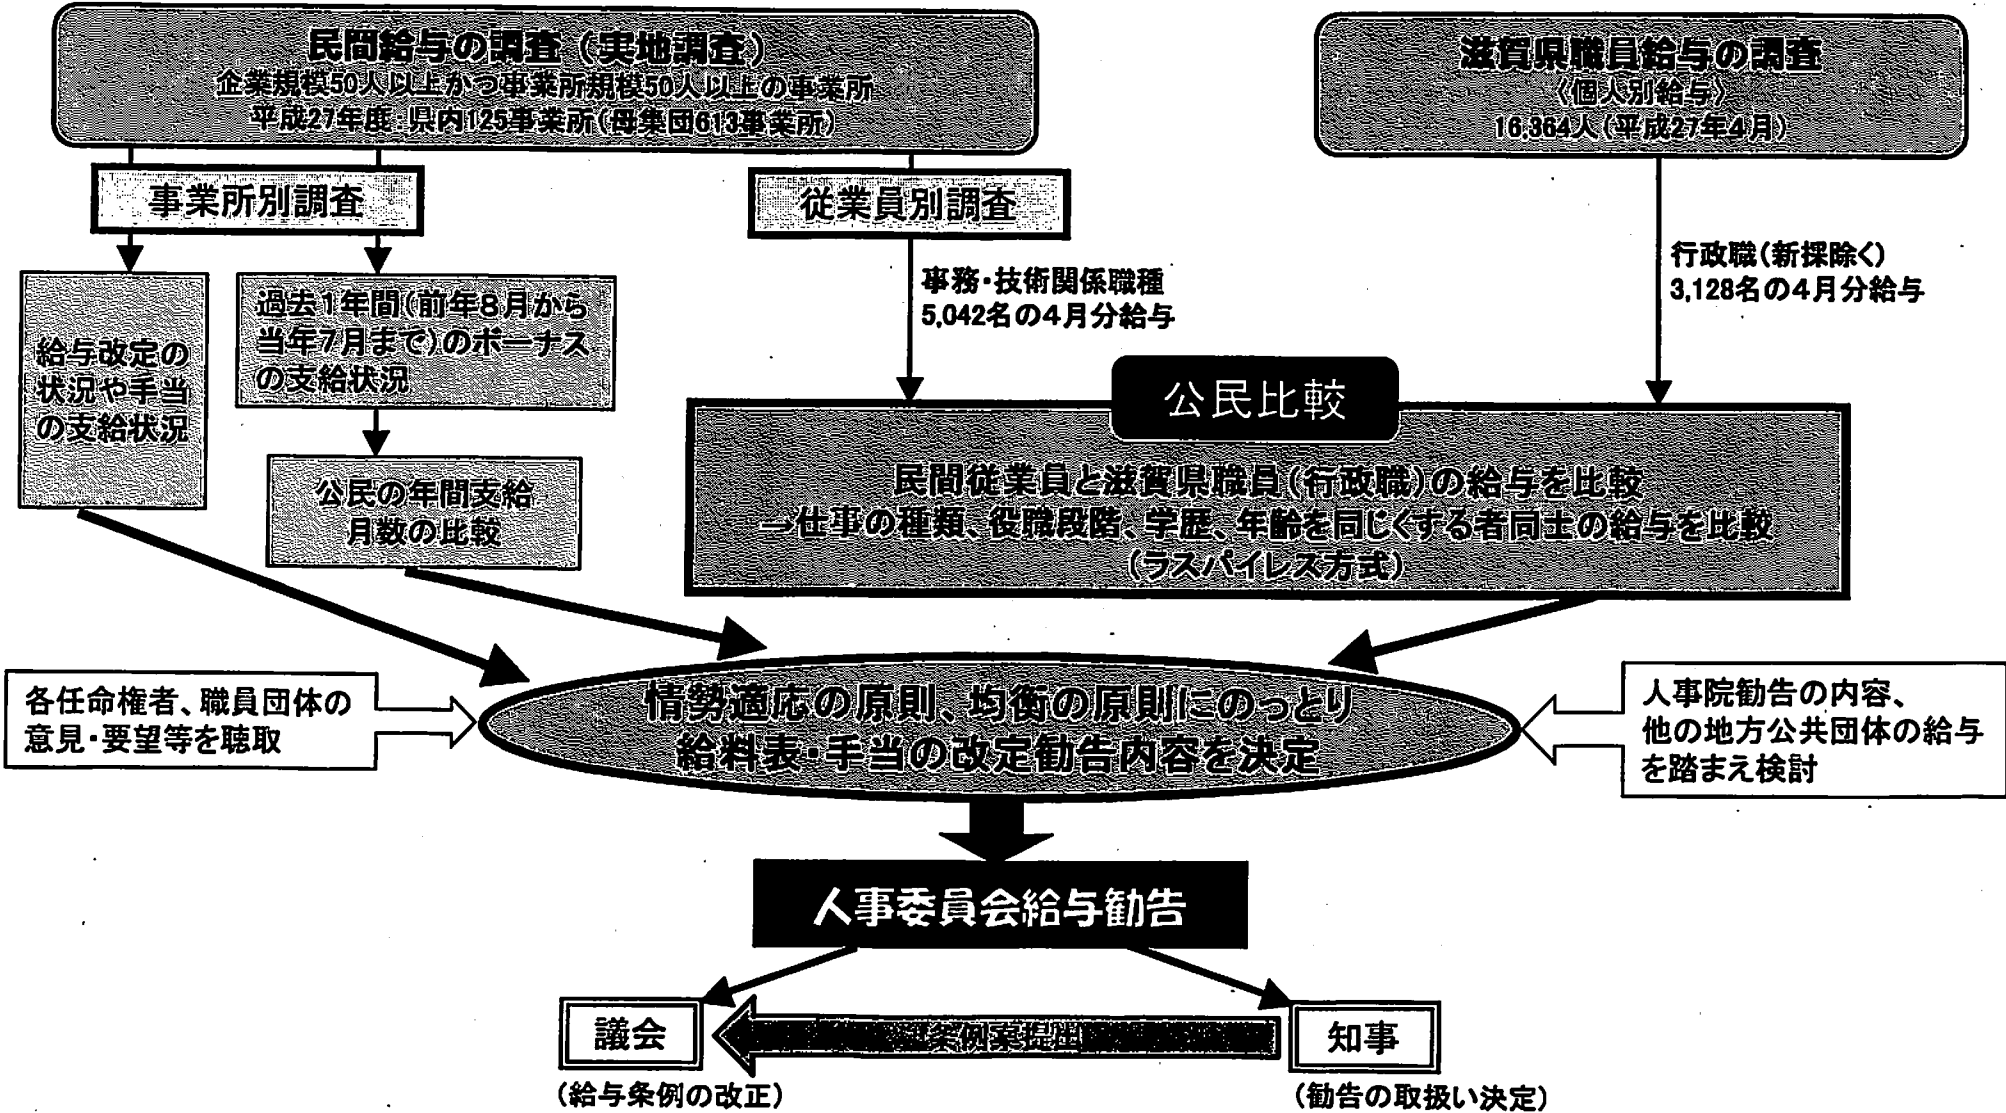 民間給与の調査（実地調査）
企業規模50人以上かつ事業所規模50人以上の事業所
平成27年度:県内125事業所（母集団613事業所）
滋賀県職員給与の調査
〈個人別給与〉
16,364人（平成27年4月）
事業所別調査
従業員別調査
給与改定の
状況や手当
の支給状況
過去1年間（前年8月から
当年7月まで）のボーナス
の支給状況
公民の年間支給
月数の比較
事務・技術関係職種
5,042名の4月分給与
行政職（新採除く）
3,128名の4月分給与
公民比較
民間従業員と滋賀県職員（行政職）の給与を比較
→仕事の種類、役職段階、学歴、年齢を同じくする者同士の給与を比較
（ラスパイレス方式）
各任命権者、職員団体の
意見・要望等を聴取
情勢適応の原則、均衡の原則にのっとり
給料表・手当の改定勧告内容を決定
人事院勧告の内容、
他の地方公共団体の給与
を踏まえ検討
人事委員会給与勧告
議会
条例案提出
知事
（給与条例の改正）
（勧告の取扱い決定）